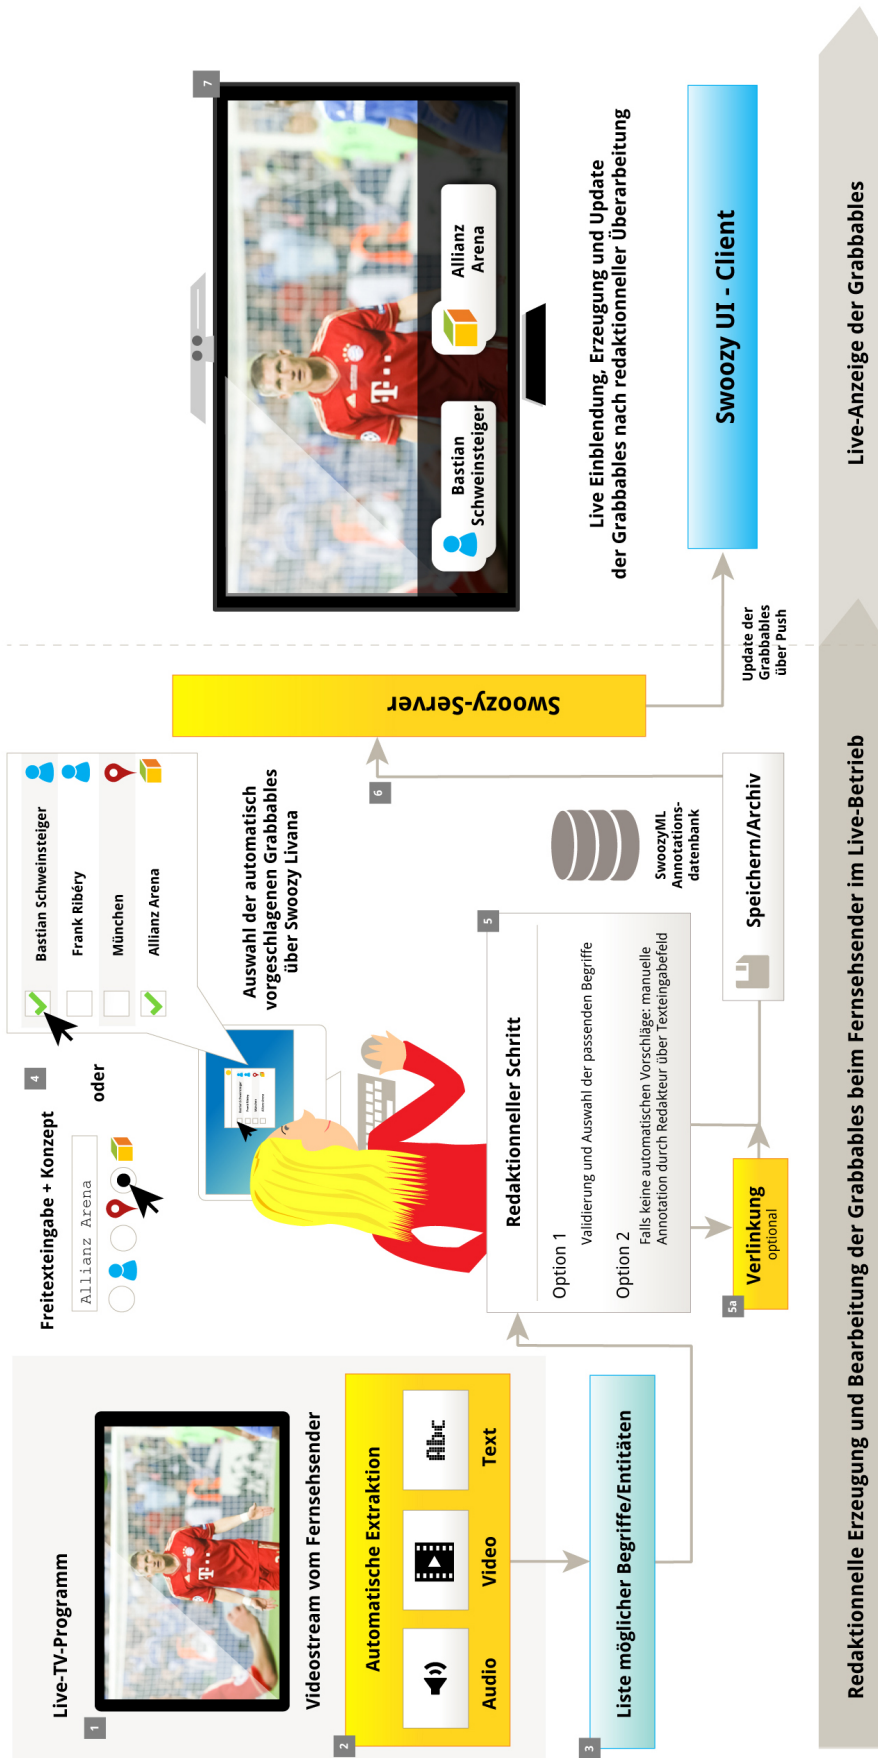 1
Live-TV-Programm
T
Videostream vom Fernsehsender
2
Automatische Extraktion
Abc
Audio
Video
Text
3
Liste möglicher Begriffe/Entitäten
4
Freitexteingabe + Konzept
Allianz Arena
oder
Bastian Schweinsteiger
Frank Ribéry
München
Allianz Arena
Auswahl der automatisch
vorgeschlagenen Grabbables
über Swoozy Livana
5
Redaktionneller Schritt
Option 1
Validierung und Auswahl der passenden Begriffe
Option 2
Falls keine automatischen Vorschläge: manuelle
Annotation durch Redakteur über Texteingabefeld
5a
Verlinkung
optional
SwoozyML
Annotations-
datenbank
Speichern/Archiv
6
Swoozy-Server
Update der
Grabbables
über Push
7
T
Bastian
Schweinsteiger
Allianz
Arena
Live Einblendung, Erzeugung und Update
der Grabbables nach redaktioneller Überarbeitung
Swoozy UI - Client
Redaktionnelle Erzeugung und Bearbeitung der Grabbables beim Fernsehsender im Live-Betrieb
Live-Anzeige der Grabbables